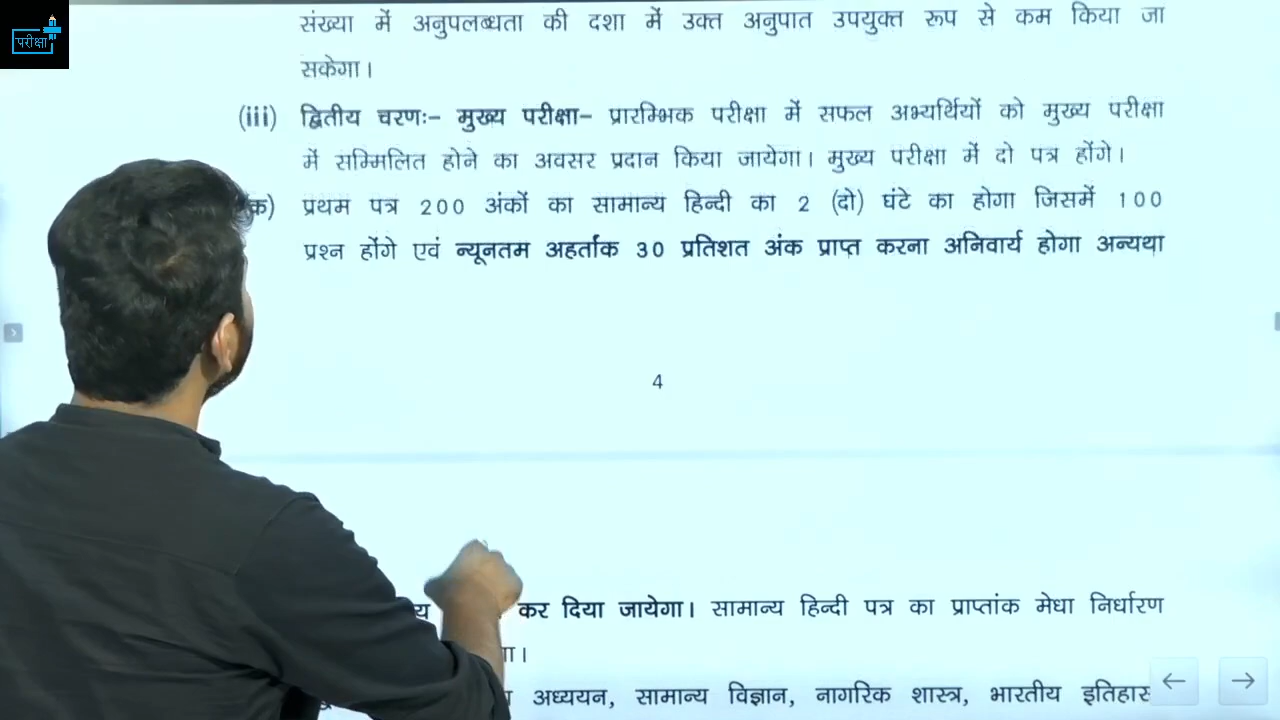 परीक्षा
संख्या में अनुपलब्धता की दशा में उक्त अनुपात उपयुक्त रूप से कम किया जा
सकेगा।
(iii) द्वितीय चरणः- मुख्य परीक्षा- प्रारम्भिक परीक्षा में सफल अभ्यर्थियों को मुख्य परीक्षा
में सम्मिलित होने का अवसर प्रदान किया जायेगा। मुख्य परीक्षा में दो पत्र होंगे।
क) प्रथम पत्र 200 अंकों का सामान्य हिन्दी का 2 (दो) घंटे का होगा जिसमें 100
प्रश्न होंगे एवं न्यूनतम अहर्तांक 30 प्रतिशत अंक प्राप्त करना अनिवार्य होगा अन्यथा
4
कर दिया जायेगा। सामान्य हिन्दी पत्र का प्राप्तांक मेधा निर्धारण
अध्ययन, सामान्य विज्ञान, नागरिक शास्त्र, भारतीय इतिहास